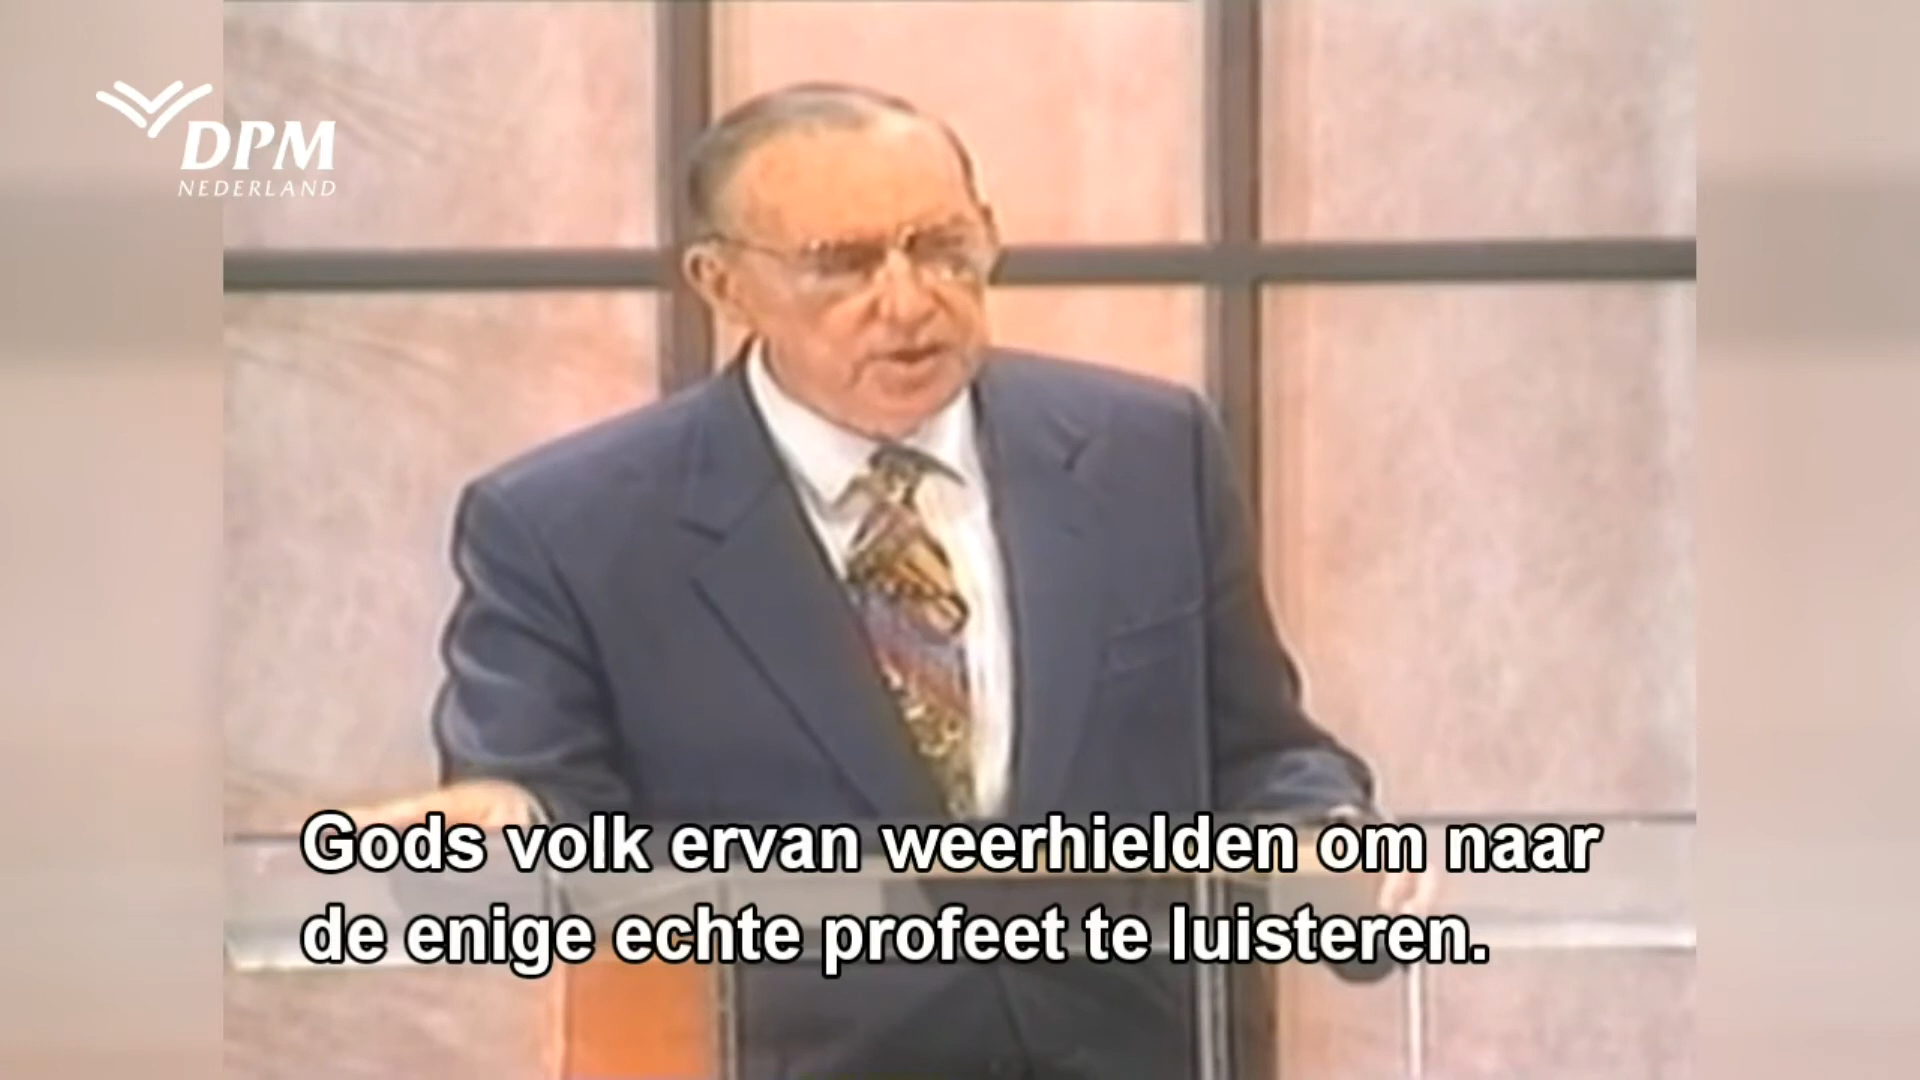 DPM
NEDERLAND
Gods volk ervan weerhielden om naar
de enige echte profeet te luisteren.